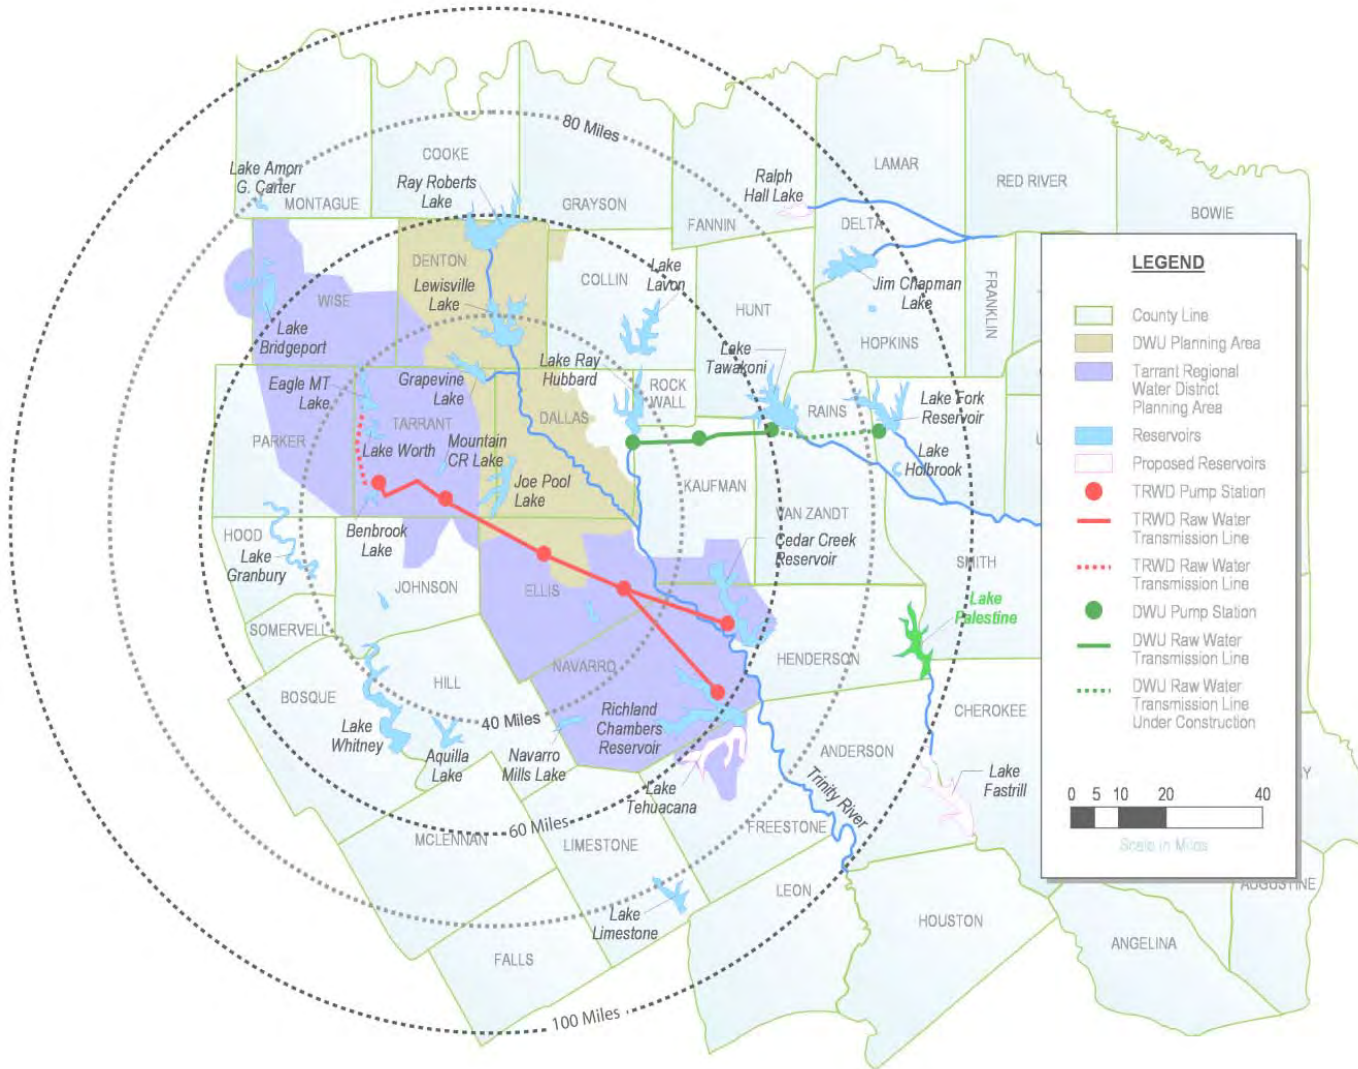 80 Miles
COOKE
LAMAR
Lake Amon
G. Carter
Ray Roberts
Lake
Ralph
Hall Lake
RED RIVER
MONTAGUE
GRAYSON
BOWIE
FANNIN
DELTA
DENTON
COLLIN
Lake
Lavon
Jim Chapman
Lake
FRANKLIN
WISE
Lewisville
Lake
HUNT
Lake
Bridgeport
HOPKINS
Lake
Tawakoni
Lake Ray
Hubbard
Eagle MT
Lake
Grapevine
Lake
ROCK
WALL
RAINS
Lake Fork
Reservoir
DALLAS
TARRANT
PARKER
Lake Worth
Mountain
CR Lake
Lake
Holbrook
Joe Pool
Lake
KAUFMAN
VAN ZANDT
HOOD
Benbrook
Lake
Lake
Granbury
Cedar Creek
Reservoir
SMITH
JOHNSON
ELLIS
Lake
Palestine
SOMERVELL
HENDERSON
NAVARRO
BOSQUE
HILL
CHEROKEE
Richland
Chambers
Reservoir
40 Miles
Lake
Whitney
Aquilla
Lake
Navarro
Mills Lake
ANDERSON
Lake
Tehuacana
Lake
Fastrill
Trinity River
60 Miles
FREESTONE
MCLENNAN
LIMESTONE
LEON
Lake
Limestone
HOUSTON
AUGUSTINE
ANGELINA
FALLS
100 Miles
LEGEND
County Line
DWU Planning Area
Tarrant Regional
Water District
Planning Area
Reservoirs
Proposed Reservoirs
TRWD Pump Station
TRWD Raw Water
Transmission Line
TRWD Raw Water
Transmission Line
DWU Pump Station
DWU Raw Water
Transmission Line
DWU Raw Water
Transmission Line
Under Construction
0 5 10 20 40
Scale in Miles